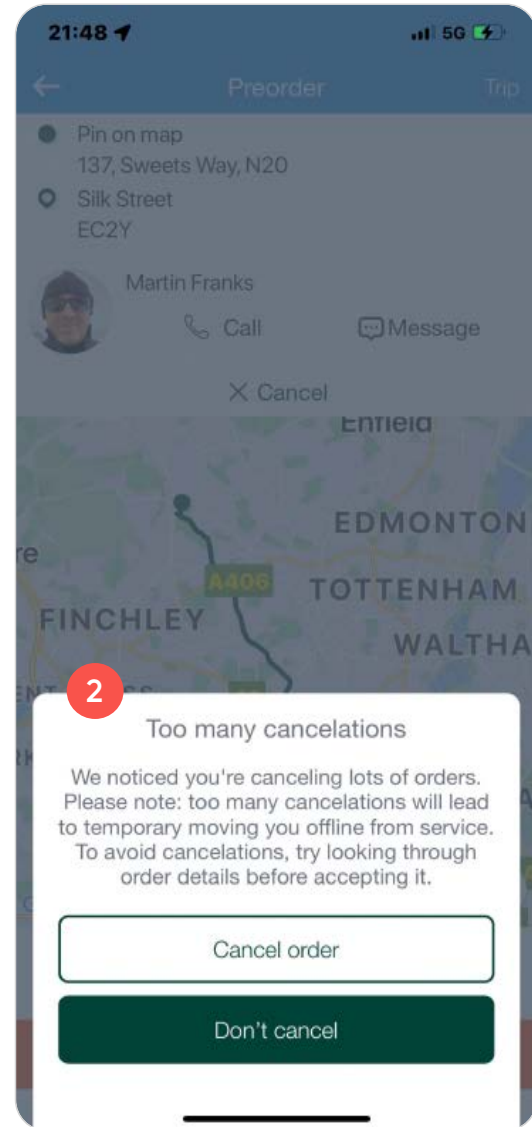 21:48 5G
Preorder Trip
Pin on map
137, Sweets Way, N20
Silk Street
EC2Y
Martin Franks
Call Message
Cancel
Enfield
EDMONTON
re
A406
TOTTENHAM
FINCHLEY
WALTHA
2
Too many cancelations
We noticed you're canceling lots of orders.
Please note: too many cancelations will lead
to temporary moving you offline from service.
To avoid cancelations, try looking through
order details before accepting it.
Cancel order
Don't cancel